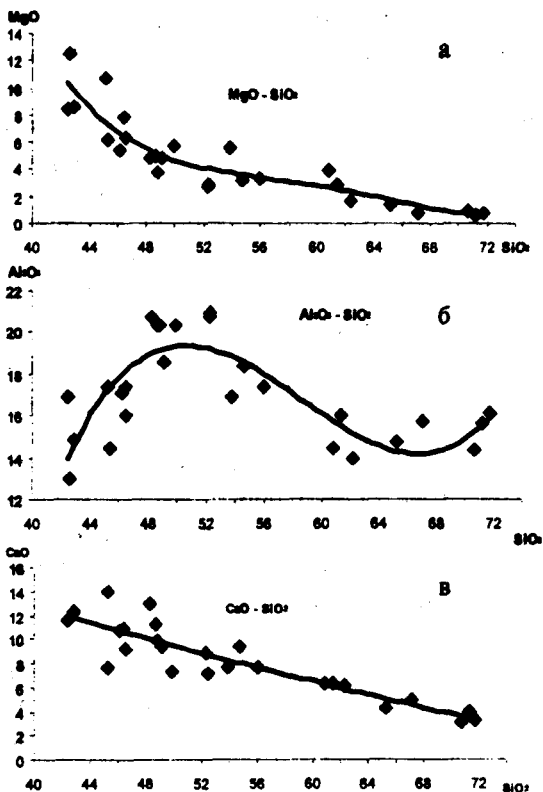 MgO
a
14
MgO - SiO₂
12
10
8
6
4
2
0
40 44 48 52 56 60 64 68 72 SiO₂
Al₂O₃
22
Al₂O₃ - SiO₂ б
20
18
16
14
12
40 44 48 52 56 60 64 68 72
SiO₂
CaO
16
в
14
CaO - SiO₂
12
10
8
6
4
2
0
40 44 48 52 56 60 64 68 72 SiO₂